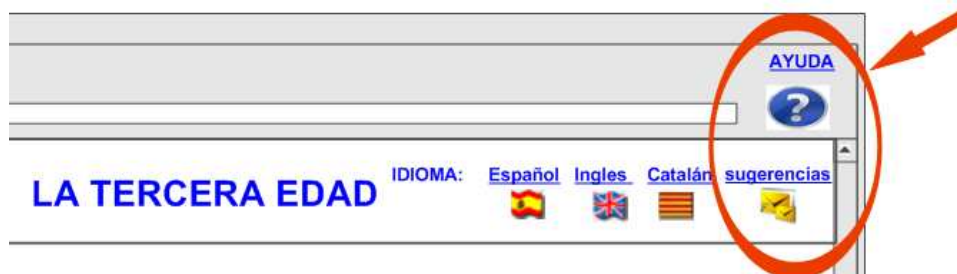 AYUDA
?
LA TERCERA EDAD IDIOMA: Español Ingles Catalán sugerencias